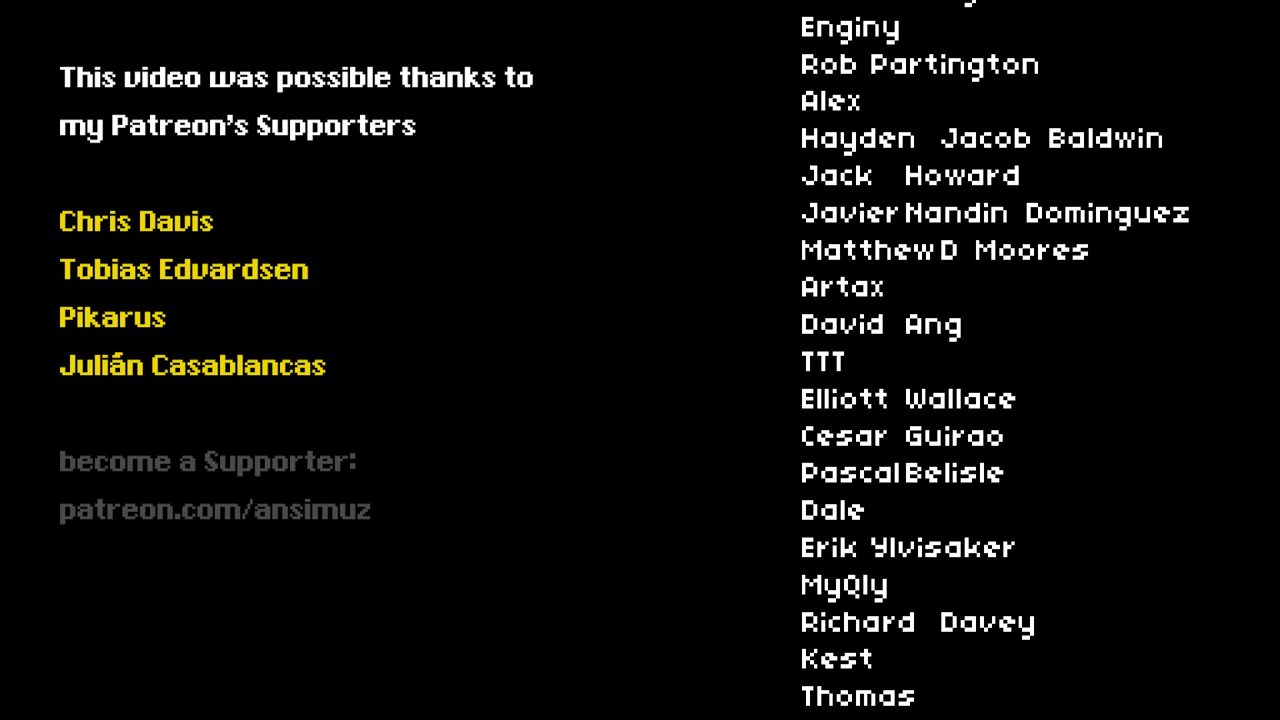 This video was possible thanks to
my Patreon's Supporters
Chris Davis
Tobias Edvardsen
Pikarus
Julián Casablancas
become a Supporter:
patreon.com/ansimuz
Enginy
Rob Partington
Alex
Hayden Jacob Baldwin
Jack Howard
Javier Nandin Dominguez
Matthew D Moores
Artax
David Ang
TTT
Elliott Wallace
Cesar Guirao
Pascal Belisle
Dale
Erik Ylvisaker
MyQly
Richard Davey
Kest
Thomas